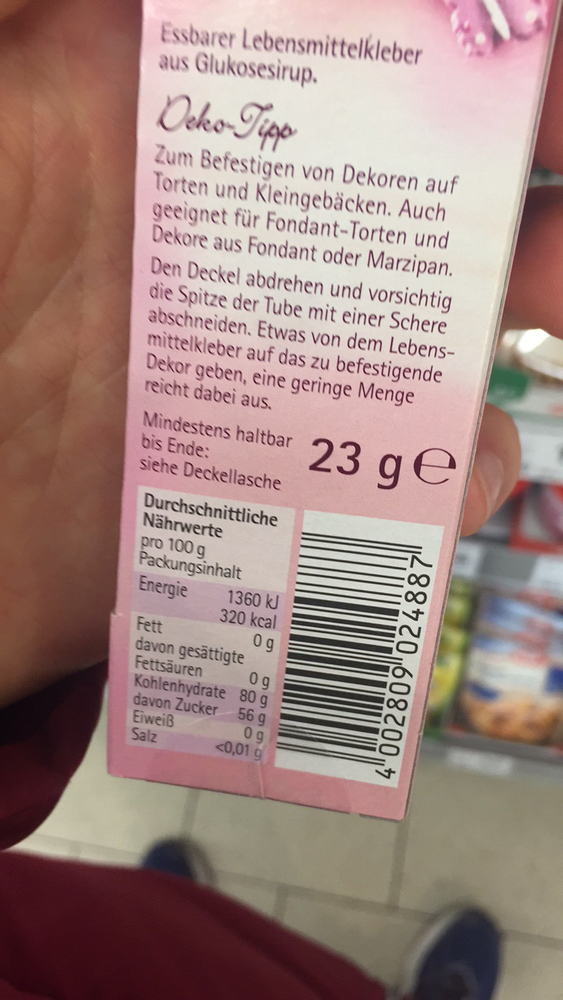 Essbarer Lebensmittelkleber
aus Glukosesirup.
Deko-Tipp
Zum Befestigen von Dekoren auf
Torten und Kleingebäcken. Auch
geeignet für Fondant-Torten und
Dekore aus Fondant oder Marzipan.
Den Deckel abdrehen und vorsichtig
die Spitze der Tube mit einer Schere
abschneiden. Etwas von dem Lebens-
mittelkleber auf das zu befestigende
Dekor geben, eine geringe Menge
reicht dabei aus.
Mindestens haltbar
bis Ende:
siehe Deckellasche
23 g ℮
Durchschnittliche
Nährwerte
pro 100 g
Packungsinhalt
Energie 1360 kJ
320 kcal
Fett 0 g
davon gesättigte
Fettsäuren 0 g
Kohlenhydrate 80 g
davon Zucker 56 g
Eiweiß 0 g
Salz <0,01 g
4 002809 024887